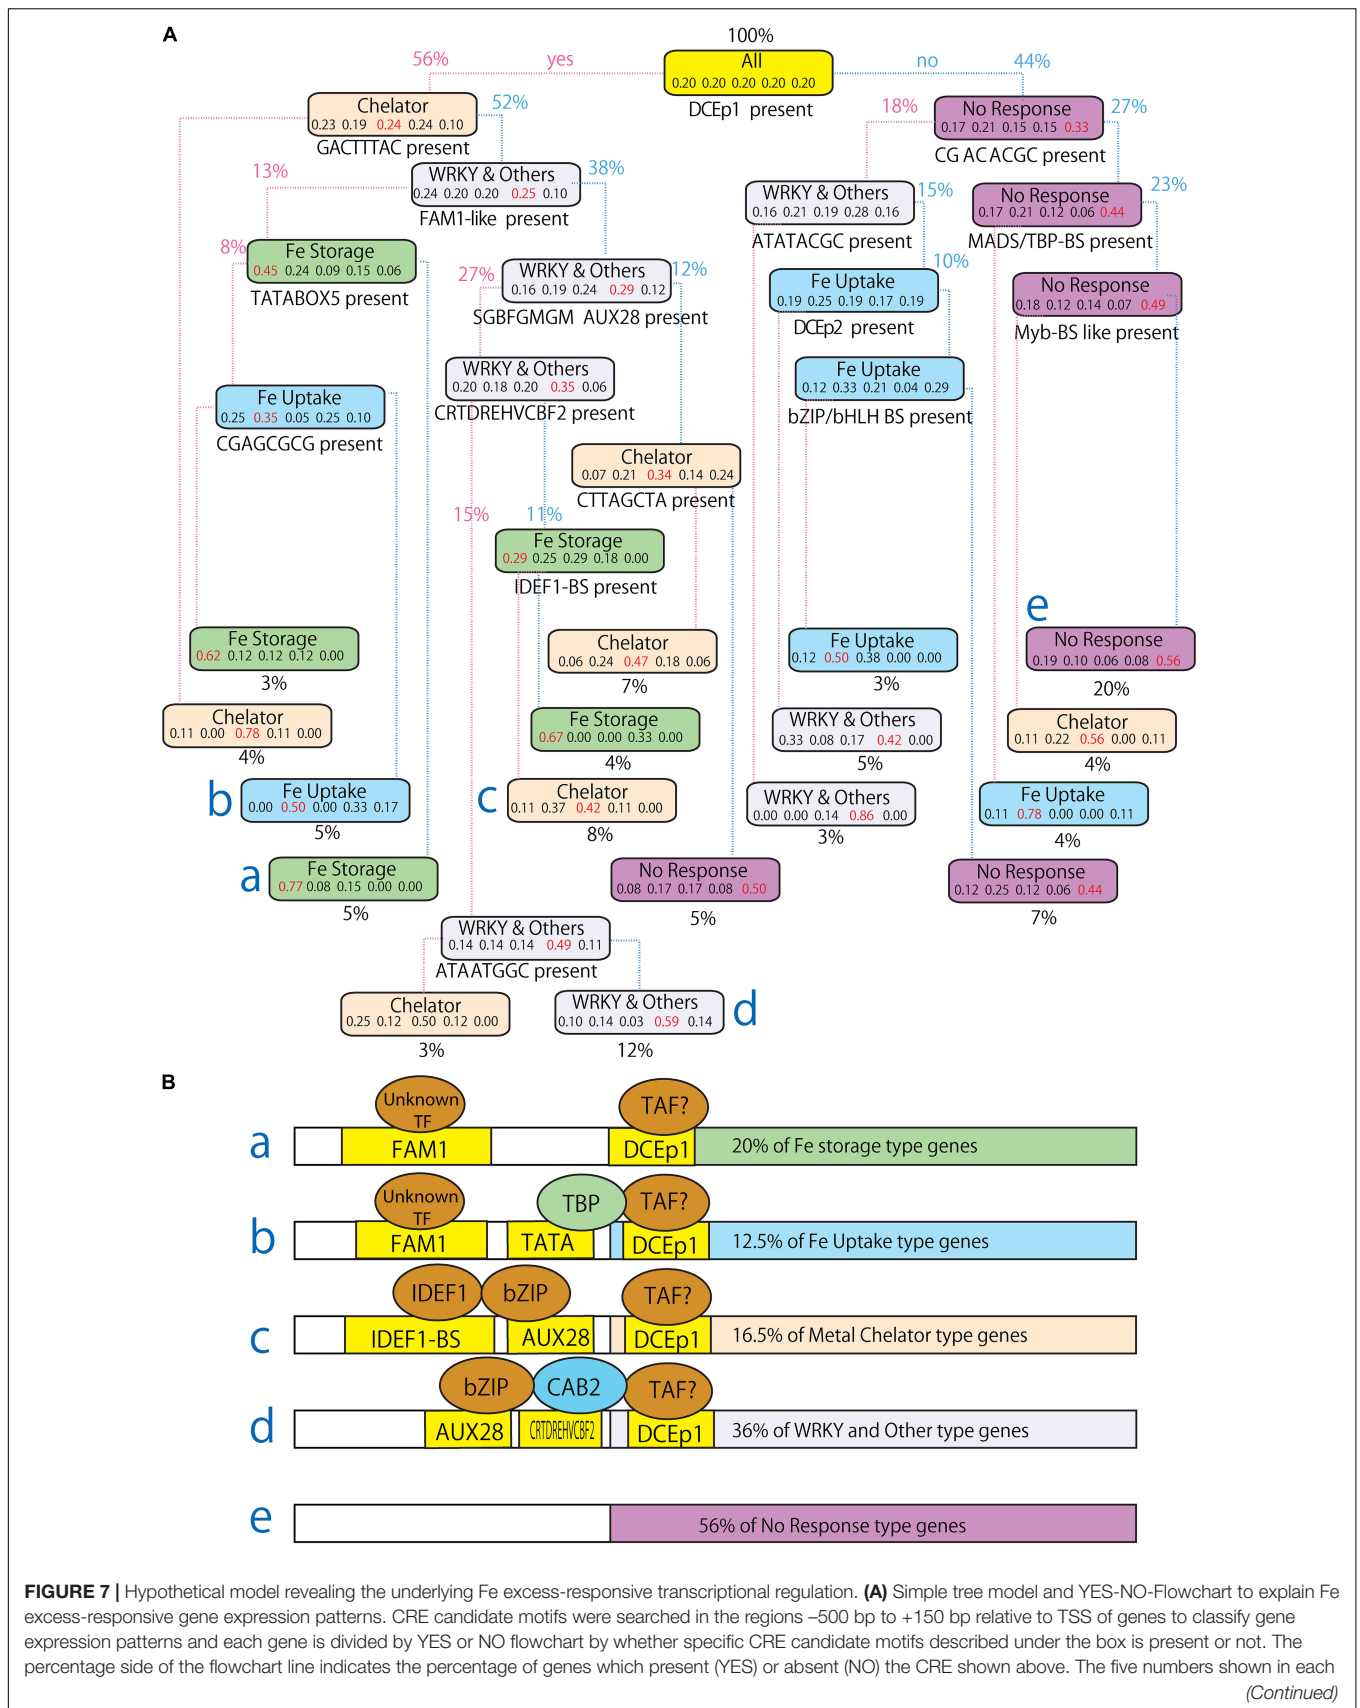 A
100%
56%
yes
All
0.20 0.20 0.20 0.20 0.20
no
44%
DCEp1 present
Chelator
0.23 0.19 0.24 0.24 0.10
GACTTTAC present
52%
18%
No Response
0.17 0.21 0.15 0.15 0.33
CG ACACGC present
27%
13%
WRKY & Others
0.24 0.20 0.20 0.25 0.10
FAM1-like present
38%
WRKY & Others
0.16 0.21 0.19 0.28 0.16
ATATACGC present
15%
No Response
0.17 0.21 0.12 0.06 0.44
MADS/TBP-BS present
23%
8%
Fe Storage
0.45 0.24 0.09 0.15 0.06
TATABOX5 present
27%
WRKY & Others
0.16 0.19 0.24 0.29 0.12
SGBFGMGM AUX28 present
12%
Fe Uptake
0.19 0.25 0.19 0.17 0.19
DCEp2 present
10%
No Response
0.18 0.12 0.14 0.07 0.49
Myb-BS like present
WRKY & Others
0.20 0.18 0.20 0.35 0.06
CRTDREHVCBF2 present
Fe Uptake
0.12 0.33 0.21 0.04 0.29
bZIP/bHLH BS present
Fe Uptake
0.25 0.35 0.05 0.25 0.10
CGAGCGCG present
Chelator
0.07 0.21 0.34 0.14 0.24
CTTAGCTA present
15%
11%
Fe Storage
0.29 0.25 0.29 0.18 0.00
IDEF1-BS present
e
Fe Storage
0.62 0.12 0.12 0.12 0.00
3%
Chelator
0.06 0.24 0.47 0.18 0.06
7%
Fe Uptake
0.12 0.50 0.38 0.00 0.00
3%
No Response
0.19 0.10 0.06 0.08 0.56
20%
Chelator
0.11 0.00 0.78 0.11 0.00
4%
Fe Storage
0.67 0.00 0.00 0.33 0.00
4%
WRKY & Others
0.33 0.08 0.17 0.42 0.00
5%
Chelator
0.11 0.22 0.56 0.00 0.11
4%
b
Fe Uptake
0.00 0.50 0.00 0.33 0.17
5%
c
Chelator
0.11 0.37 0.42 0.11 0.00
8%
WRKY & Others
0.00 0.00 0.14 0.86 0.00
3%
Fe Uptake
0.11 0.78 0.00 0.00 0.11
4%
a
Fe Storage
0.77 0.08 0.15 0.00 0.00
5%
No Response
0.08 0.17 0.17 0.08 0.50
5%
No Response
0.12 0.25 0.12 0.06 0.44
7%
WRKY & Others
0.14 0.14 0.14 0.49 0.11
ATAATGGC present
Chelator
0.25 0.12 0.50 0.12 0.00
3%
WRKY & Others
0.10 0.14 0.03 0.59 0.14
12%
d
B
Unknown
TF
TAF?
a
FAM1
DCEp1
20% of Fe storage type genes
Unknown
TF
TBP
TAF?
b
FAM1
TATA
DCEp1
12.5% of Fe Uptake type genes
IDEF1
bZIP
TAF?
c
IDEF1-BS
AUX28
DCEp1
16.5% of Metal Chelator type genes
bZIP
CAB2
TAF?
d
AUX28
CRTDREHVCBF2
DCEp1
36% of WRKY and Other type genes
e
56% of No Response type genes
FIGURE 7 | Hypothetical model revealing the underlying Fe excess-responsive transcriptional regulation. (A) Simple tree model and YES-NO-Flowchart to explain Fe
excess-responsive gene expression patterns. CRE candidate motifs were searched in the regions –500 bp to +150 bp relative to TSS of genes to classify gene
expression patterns and each gene is divided by YES or NO flowchart by whether specific CRE candidate motifs described under the box is present or not. The
percentage side of the flowchart line indicates the percentage of genes which present (YES) or absent (NO) the CRE shown above. The five numbers shown in each
(Continued)